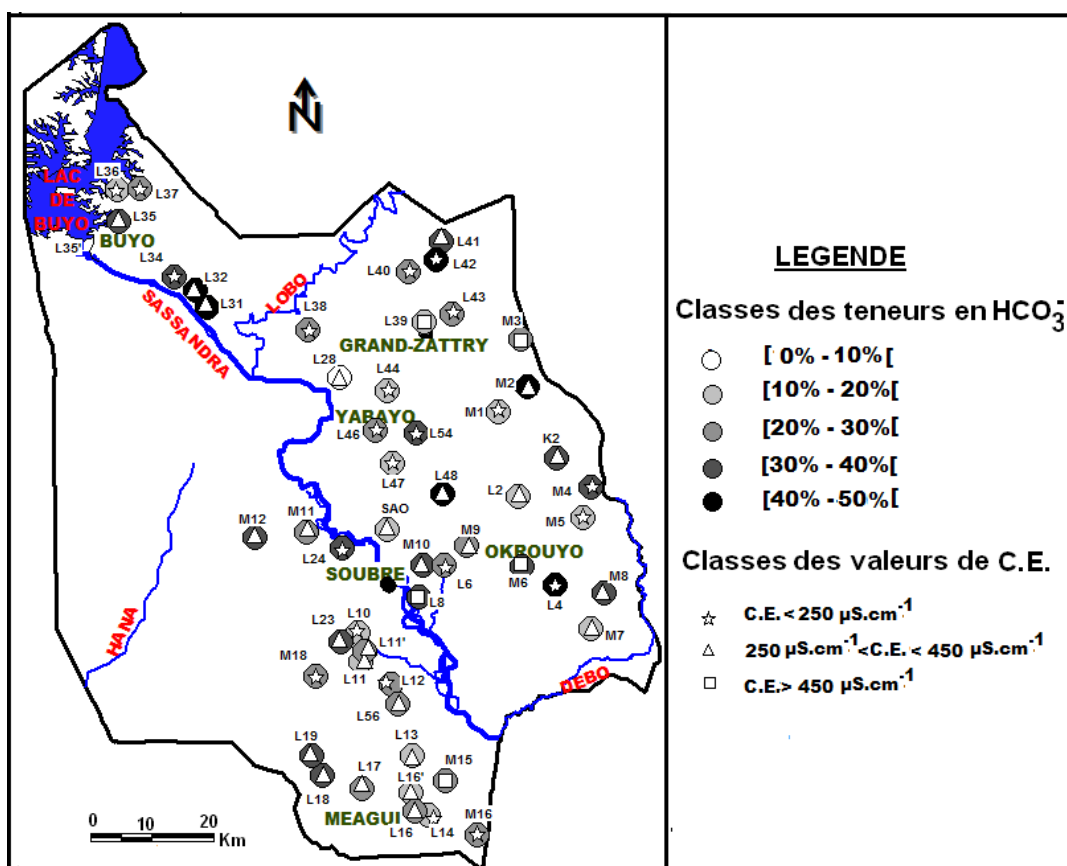 N
L36
L37
LAC
DE
BUYO
L35
BUYO
L35'
L34
L32
L31
SASSANDRA
LOBO
L41
L40
L42
L38
L43
L39
GRAND-ZATTRY
M3
L28
L44
M2
M1
YABAYO
L46
L54
K2
L47
L48
L2
M4
M5
SAO
M11
M12
L24
M9
M10
OKROUYO
SOUBRE
L6
M6
L4
M8
L8
M7
HANA
L10
L23
L11'
L11
M18
L12
L56
DEBO
L19
L13
L17
M15
L18
L16'
MEAGUI
L16
L14
M16
0 10 20
Km
LEGENDE
Classes des teneurs en HCO3-
[ 0% - 10%[
[10% - 20%[
[20% - 30%[
[30% - 40%[
[40% - 50%[
Classes des valeurs de C.E.
C.E.< 250 µS.cm-1
250 µS.cm-1<C.E. < 450 µS.cm-1
C.E.> 450 µS.cm-1